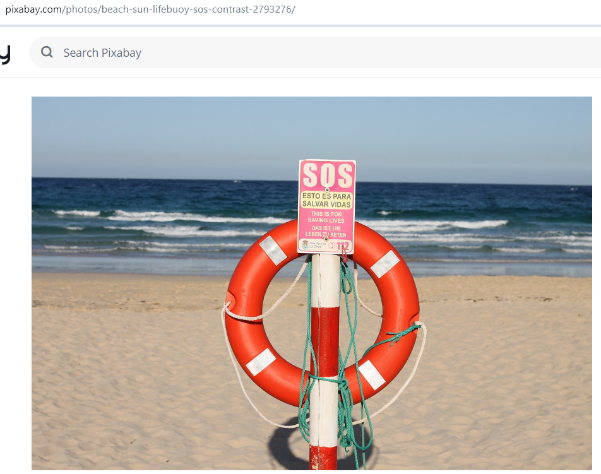 pixabay.com/photos/beach-sun-lifebuoy-sos-contrast-2793276/
y
Search Pixabay
SOS
ESTO ES PARA
SALVAR VIDAS
THIS IS FOR
SAVING LIVES
DAS IST, UM
LEBEN ZU RETEN
112